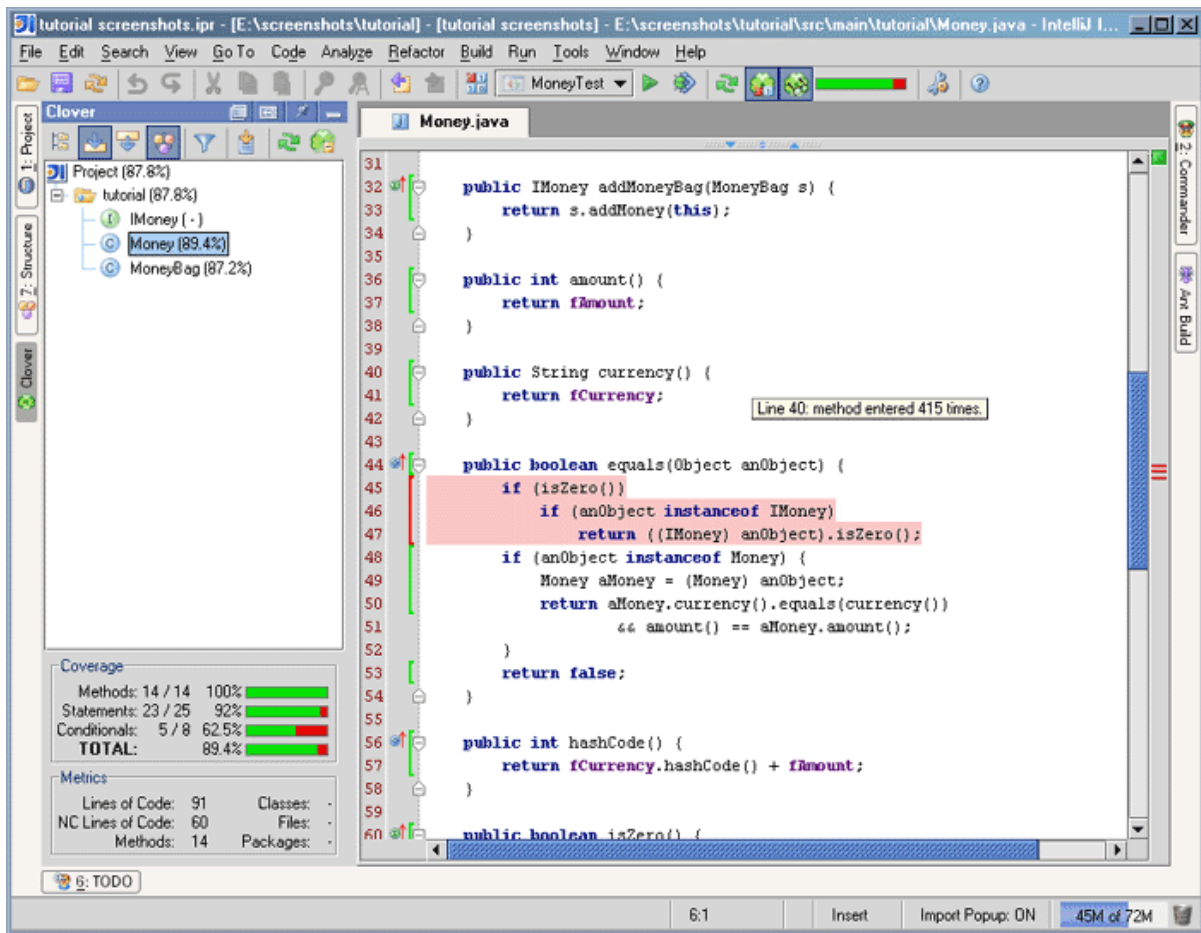 tutorial screenshots.ipr - [E:\screenshots\tutorial] - [tutorial screenshots] - E:\screenshots\tutorial\src\main\tutorial\Money.java - IntelliJ I...
File Edit Search View Go To Code Analyze Refactor Build Run Tools Window Help
MoneyTest
1: Project
7: Structure
Clover
Clover
Project (87.8%)
tutorial (87.8%)
IMoney ( - )
Money (89.4%)
MoneyBag (87.2%)
Coverage
Methods: 14 / 14 100%
Statements: 23 / 25 92%
Conditionals: 5 / 8 62.5%
TOTAL: 89.4%
Metrics
Lines of Code: 91 Classes: -
NC Lines of Code: 60 Files: -
Methods: 14 Packages: -
Money.java
31
32 public IMoney addMoneyBag(MoneyBag s) {
33 return s.addMoney(this);
34 }
35
36 public int amount() {
37 return fAmount;
38 }
39
40 public String currency() {
41 return fCurrency;
Line 40: method entered 415 times.
42 }
43
44 public boolean equals(Object anObject) {
45 if (isZero())
46 if (anObject instanceof IMoney)
47 return ((IMoney) anObject).isZero();
48 if (anObject instanceof Money) {
49 Money aMoney = (Money) anObject;
50 return aMoney.currency().equals(currency())
51 && amount() == aMoney.amount();
52 }
53 return false;
54 }
55
56 public int hashCode() {
57 return fCurrency.hashCode() + fAmount;
58 }
59
60 public boolean isZero() {
2: Commander
Ant Build
6: TODO
6:1 Insert Import Popup: ON 45M of 72M